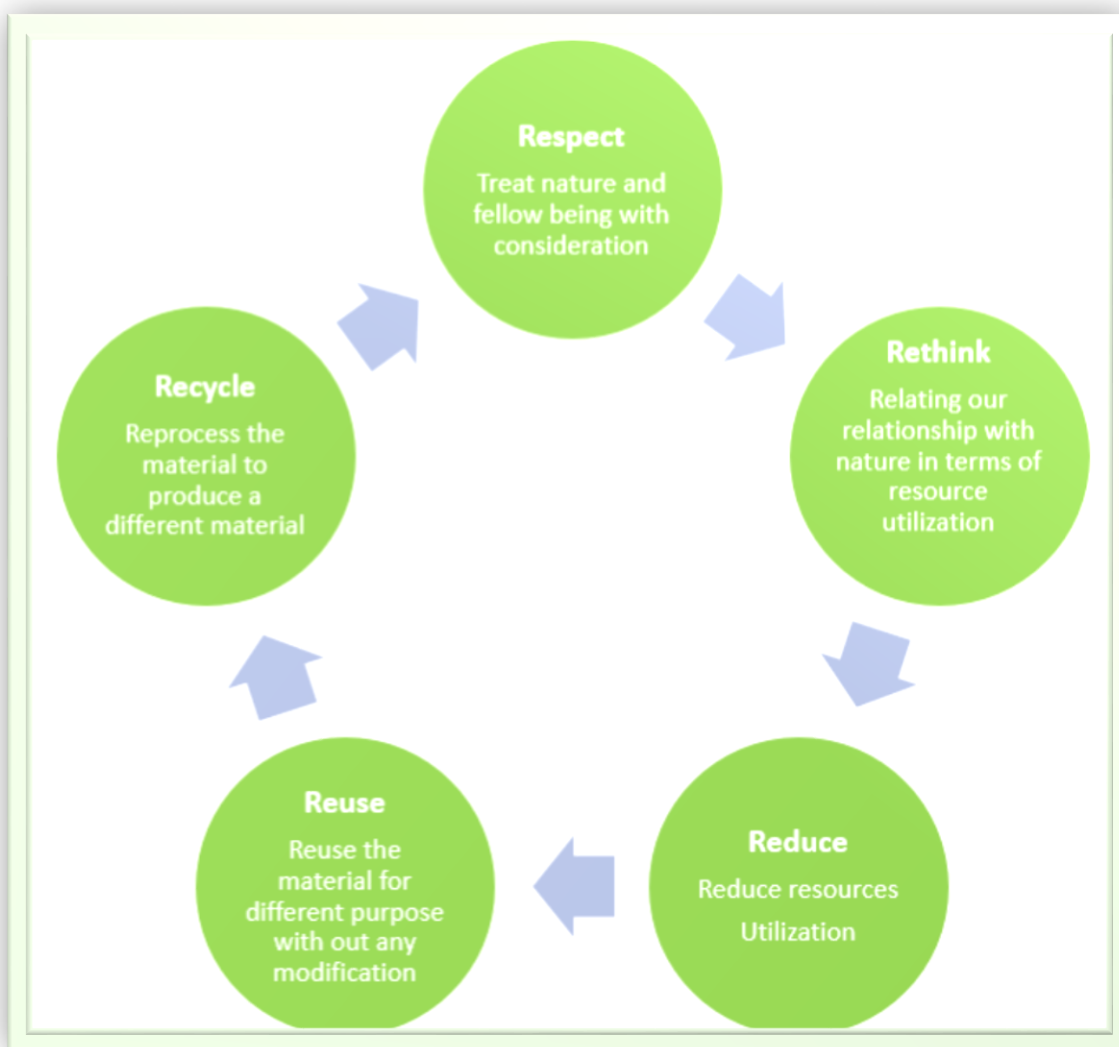 Respect
Treat nature and
fellow being with
consideration
Rethink
Relating our
relationship with
nature in terms of
resource
utilization
Reduce
Reduce resources
Utilization
Reuse
Reuse the
material for
different purpose
with out any
modification
Recycle
Reprocess the
material to
produce a
different material